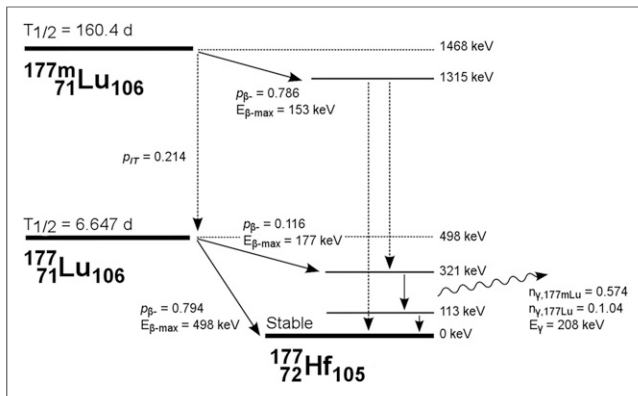 T1/2 = 160.4 d
177m
71Lu106
1468 keV
1315 keV
pβ- = 0.786
Eβ-max = 153 keV
pIT = 0.214
T1/2 = 6.647 d
177
71Lu106
pβ- = 0.116
Eβ-max = 177 keV
498 keV
321 keV
pβ- = 0.794
Eβ-max = 498 keV
nγ,177mLu = 0.574
nγ,177Lu = 0.1.04
Eγ = 208 keV
113 keV
Stable
0 keV
177
72Hf105